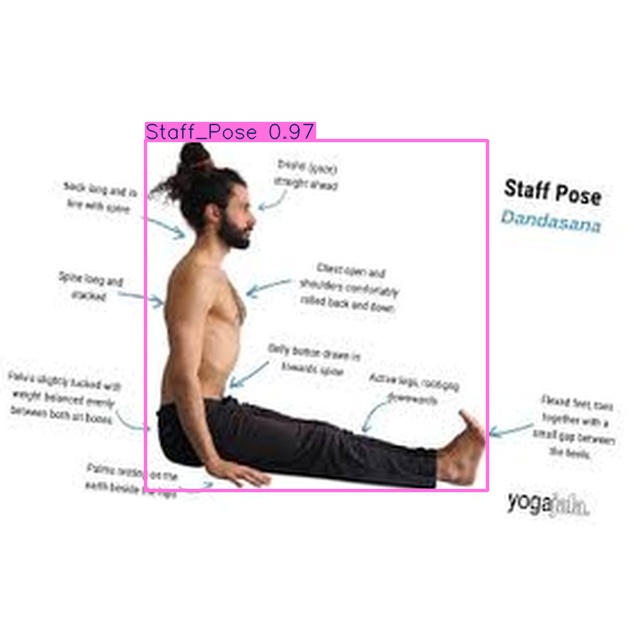 Staff_Pose 0.97
Drishti (gaze)
straight ahead
Neck long and in
line with spine
Staff Pose
Dandasana
Spine long and
stacked
Chest open and
shoulders comfortably
rolled back and down
Belly button drawn in
towards spine
Active legs, rotating
downwards
Pelvis slightly tucked with
weight balanced evenly
between both sit bones
Flexed feet, toes
together with a
small gap between
the heels.
Palms resting on the
earth beside the hips
yogajala.